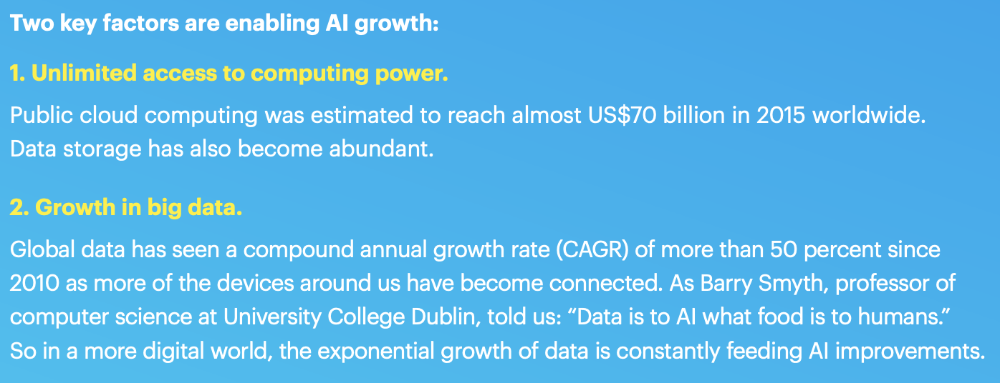 Two key factors are enabling AI growth:
1. Unlimited access to computing power.
Public cloud computing was estimated to reach almost US$70 billion in 2015 worldwide.
Data storage has also become abundant.
2. Growth in big data.
Global data has seen a compound annual growth rate (CAGR) of more than 50 percent since
2010 as more of the devices around us have become connected. As Barry Smyth, professor of
computer science at University College Dublin, told us: “Data is to AI what food is to humans.”
So in a more digital world, the exponential growth of data is constantly feeding AI improvements.